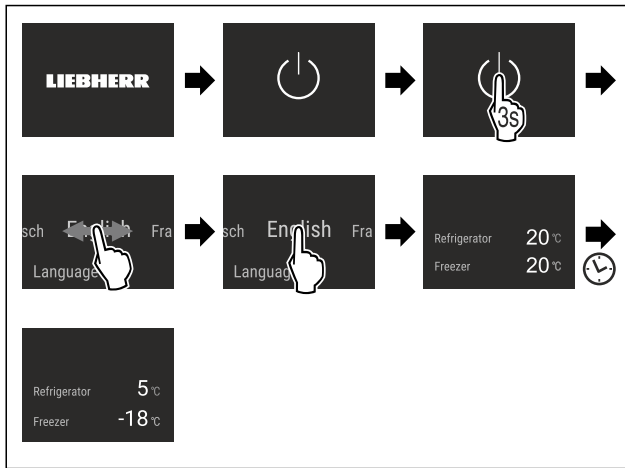 LIEBHERR
3s
sch English Fra
Language
sch English Fra
Language
Refrigerator 20 °C
Freezer 20 °C
Refrigerator 5 °C
Freezer -18 °C